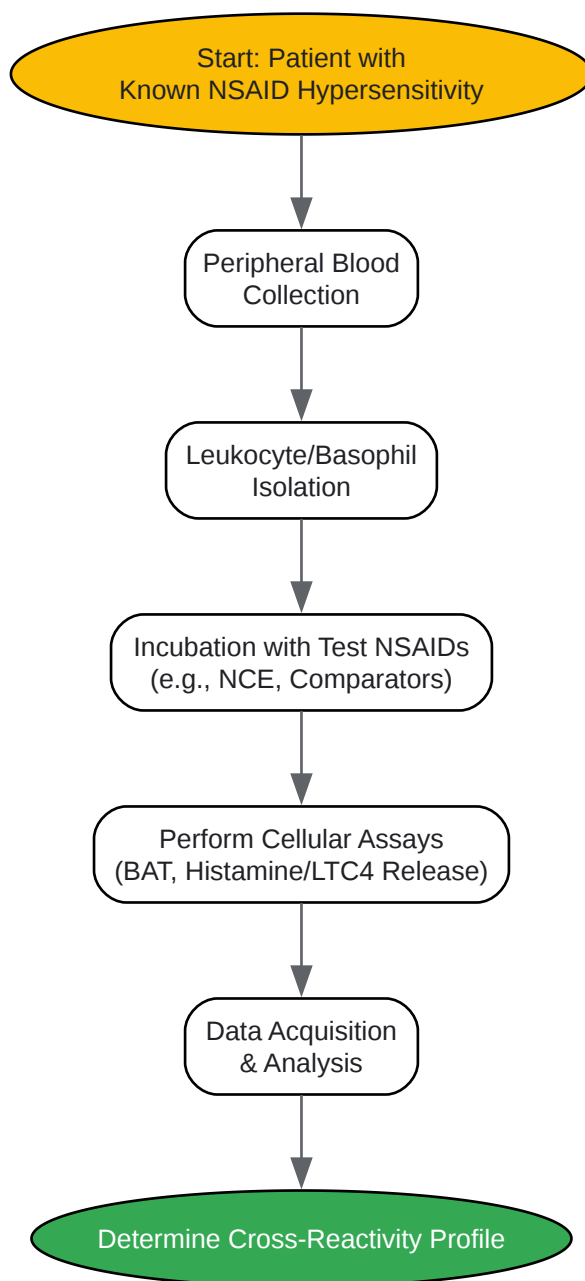 Start: Patient with
Known NSAID Hypersensitivity
Peripheral Blood
Collection
Leukocyte/Basophil
Isolation
Incubation with Test NSAIDs
(e.g., NCE, Comparators)
Perform Cellular Assays
(BAT, Histamine/LTC4 Release)
Data Acquisition
& Analysis
Determine Cross-Reactivity Profile